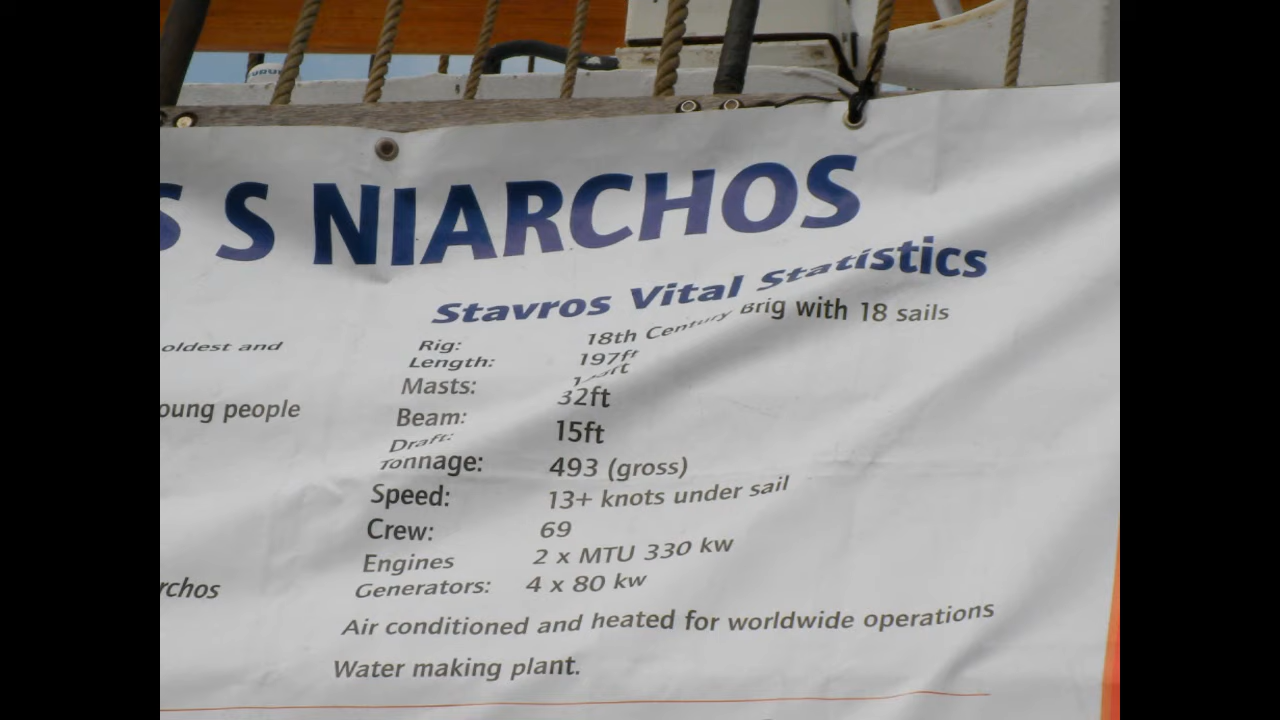 S S NIARCHOS
Stavros Vital Statistics
oldest and
oung people
rchos
Rig: 18th Century Brig with 18 sails
Length: 197ft
Masts:
Beam: 32ft
Draft: 15ft
Tonnage: 493 (gross)
Speed: 13+ knots under sail
Crew: 69
Engines 2 x MTU 330 kw
Generators: 4 x 80 kw
Air conditioned and heated for worldwide operations
Water making plant.